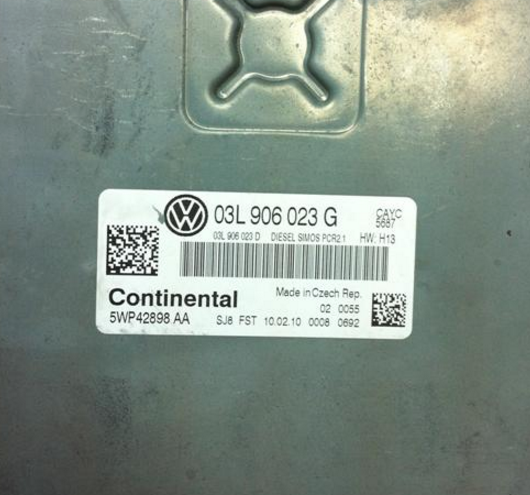 03L 906 023 G CAYC
5687
03L 906 023 D DIESEL SIMOS PCR2.1 HW: H13
Continental Made in Czech Rep.
02 0055
5WP42898 AA SJ8 FST 10.02.10 0008 0692